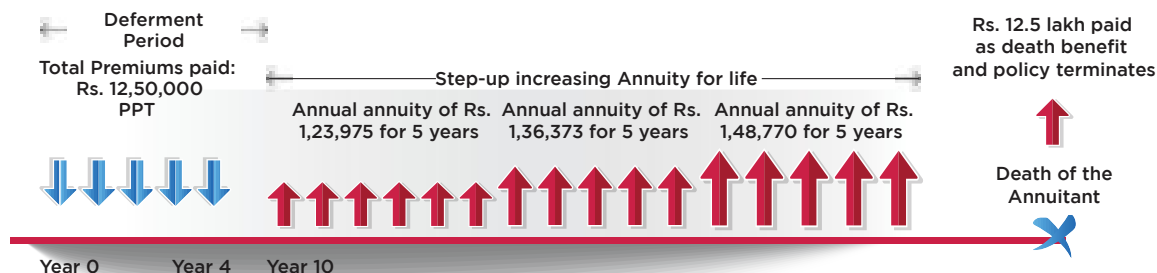 Deferment
Period
Total Premiums paid:
Rs. 12,50,000
PPT
Step-up increasing Annuity for life
Annual annuity of Rs.
1,23,975 for 5 years
Annual annuity of Rs.
1,36,373 for 5 years
Annual annuity of Rs.
1,48,770 for 5 years
Rs. 12.5 lakh paid
as death benefit
and policy terminates
Death of the
Annuitant
Year 0
Year 4
Year 10